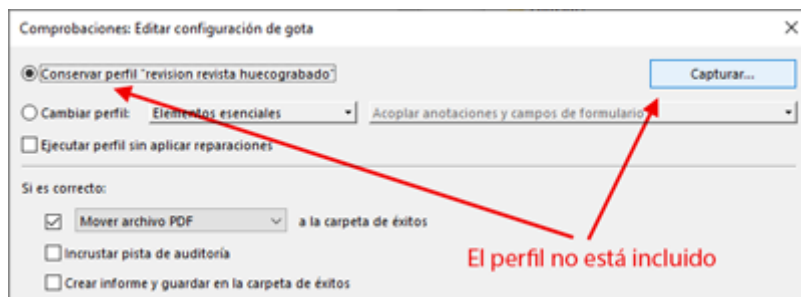 Comprobaciones: Editar configuración de gota
Conservar perfil "revision revista huecograbado"
Capturar...
Cambiar perfil: Elementos esenciales Acoplar anotaciones y campos de formulario
Ejecutar perfil sin aplicar reparaciones
Si es correcto:
Mover archivo PDF a la carpeta de éxitos
Incrustar pista de auditoría
El perfil no está incluido
Crear informe y guardar en la carpeta de éxitos